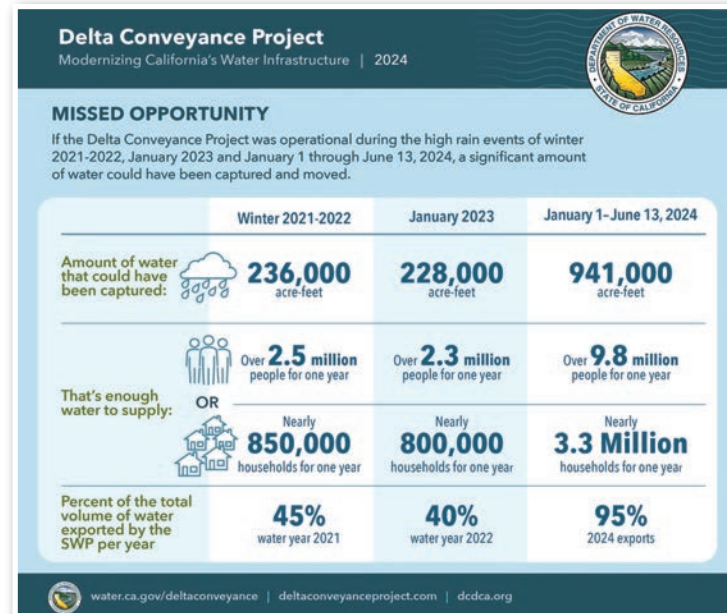 Delta Conveyance Project
Modernizing California's Water Infrastructure | 2024
DEPARTMENT OF WATER RESOURCES
STATE OF CALIFORNIA
MISSED OPPORTUNITY
If the Delta Conveyance Project was operational during the high rain events of winter
2021-2022, January 2023 and January 1 through June 13, 2024, a significant amount
of water could have been captured and moved.
Winter 2021-2022 January 2023 January 1–June 13, 2024
Amount of water
that could have
been captured:
236,000
acre-feet
228,000
acre-feet
941,000
acre-feet
That's enough
water to supply:
Over 2.5 million
people for one year
Over 2.3 million
people for one year
Over 9.8 million
people for one year
OR
Nearly
850,000
households for one year
Nearly
800,000
households for one year
Nearly
3.3 Million
households for one year
Percent of the total
volume of water
exported by the
SWP per year
45%
water year 2021
40%
water year 2022
95%
2024 exports
water.ca.gov/deltaconveyance | deltaconveyanceproject.com | dcdca.org